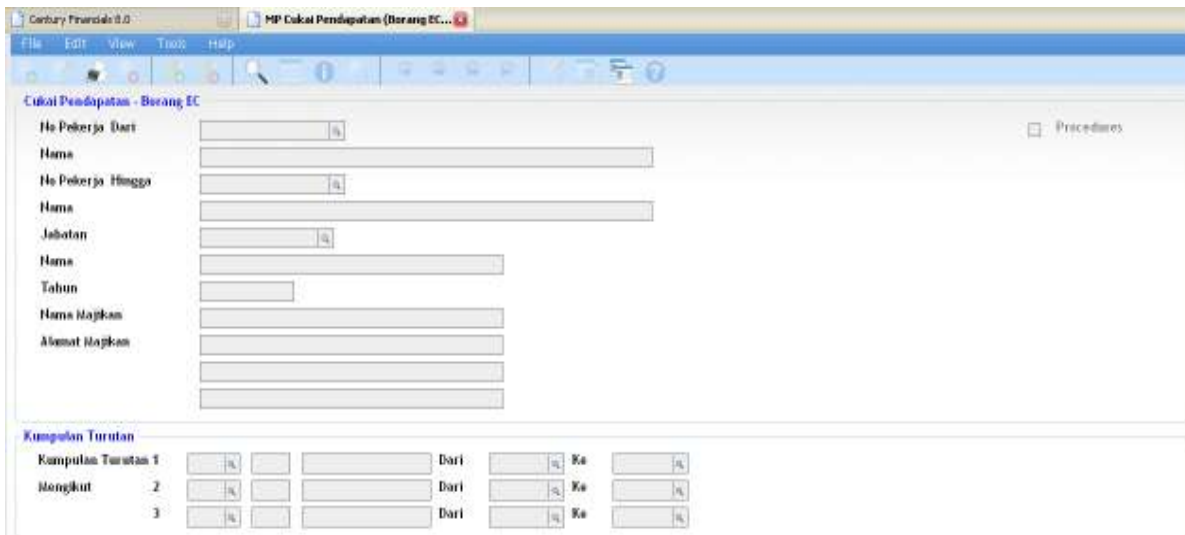 Century Financials 8.0
MP Cukai Pendapatan (Borang EC...
File Edit View Tools Help
Cukai Pendapatan - Borang EC
No Pekerja Dari
Procedures
Nama
No Pekerja Hingga
Nama
Jabatan
Nama
Tahun
Nama Majikan
Alamat Majikan
Kumpulan Turutan
Kumpulan Turutan 1 Dari Ke
Mengikut 2 Dari Ke
3 Dari Ke